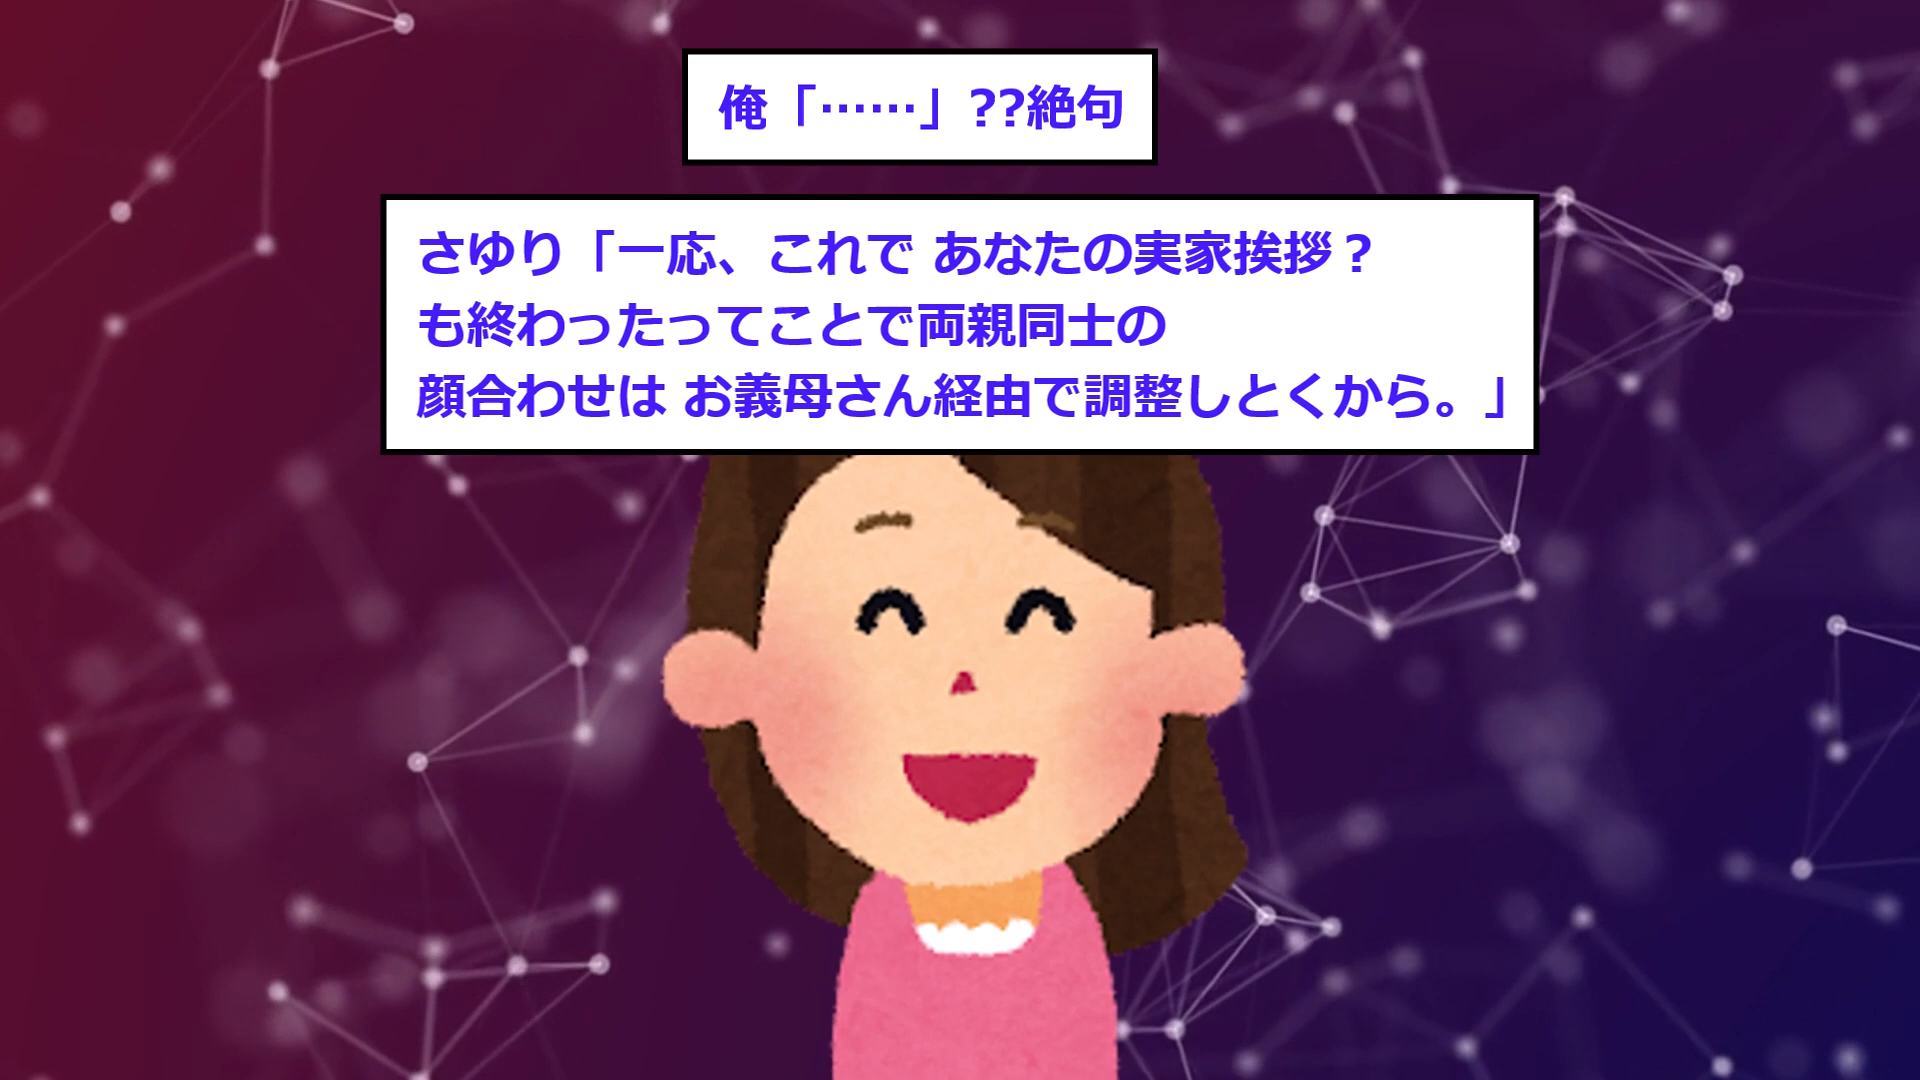 俺「……」??絶句
さゆり「一応、これで あなたの実家挨拶？
も終わったってことで両親同士の
顔合わせは お義母さん経由で調整しとくから。」